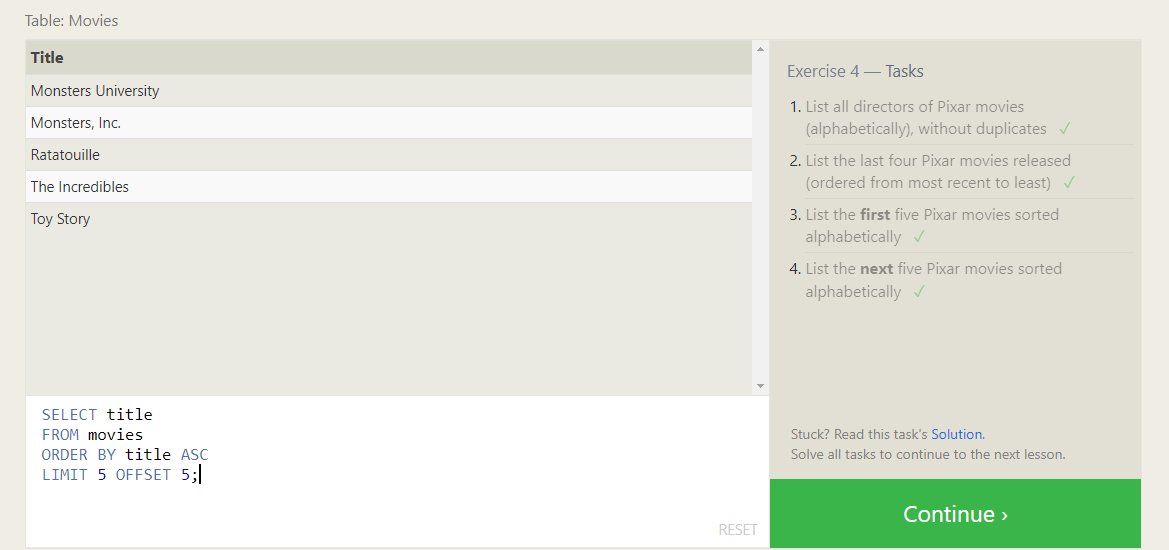 Table: Movies
Title
Monsters University
Monsters, Inc.
Ratatouille
The Incredibles
Toy Story
SELECT title
FROM movies
ORDER BY title ASC
LIMIT 5 OFFSET 5;
RESET
Exercise 4 — Tasks
1. List all directors of Pixar movies
(alphabetically), without duplicates ✓
2. List the last four Pixar movies released
(ordered from most recent to least) ✓
3. List the first five Pixar movies sorted
alphabetically ✓
4. List the next five Pixar movies sorted
alphabetically ✓
Stuck? Read this task's Solution.
Solve all tasks to continue to the next lesson.
Continue ›